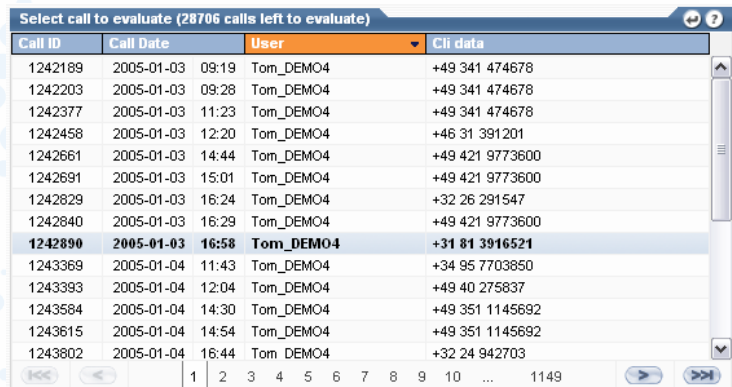 Select call to evaluate (28706 calls left to evaluate)
Call ID Call Date User Cli data
1242189 2005-01-03 09:19 Tom_DEMO4 +49 341 474678
1242203 2005-01-03 09:28 Tom_DEMO4 +49 341 474678
1242377 2005-01-03 11:23 Tom_DEMO4 +49 341 474678
1242458 2005-01-03 12:20 Tom_DEMO4 +46 31 391201
1242661 2005-01-03 14:44 Tom_DEMO4 +49 421 9773600
1242691 2005-01-03 15:01 Tom_DEMO4 +49 421 9773600
1242829 2005-01-03 16:24 Tom_DEMO4 +32 26 291547
1242840 2005-01-03 16:29 Tom_DEMO4 +49 421 9773600
1242890 2005-01-03 16:58 Tom_DEMO4 +31 81 3916521
1243369 2005-01-04 11:43 Tom_DEMO4 +34 95 7703850
1243393 2005-01-04 12:04 Tom_DEMO4 +49 40 275837
1243584 2005-01-04 14:30 Tom_DEMO4 +49 351 1145692
1243615 2005-01-04 14:54 Tom_DEMO4 +49 351 1145692
1243802 2005-01-04 16:44 Tom_DEMO4 +32 24 942703
1 2 3 4 5 6 7 8 9 10 ... 1149